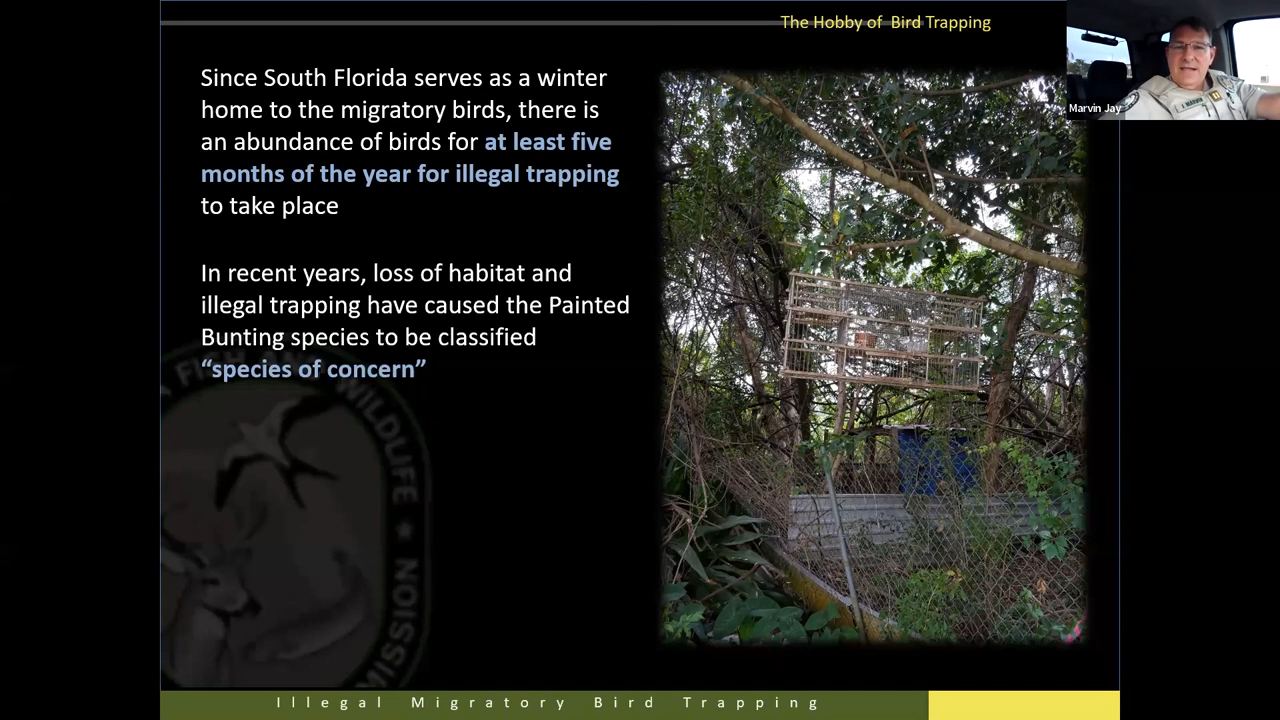 The Hobby of Bird Trapping
Since South Florida serves as a winter
home to the migratory birds, there is
an abundance of birds for at least five
months of the year for illegal trapping
to take place
In recent years, loss of habitat and
illegal trapping have caused the Painted
Bunting species to be classified
“species of concern”
FISH AND WILDLIFE
Marvin Jay
Illegal Migratory Bird Trapping